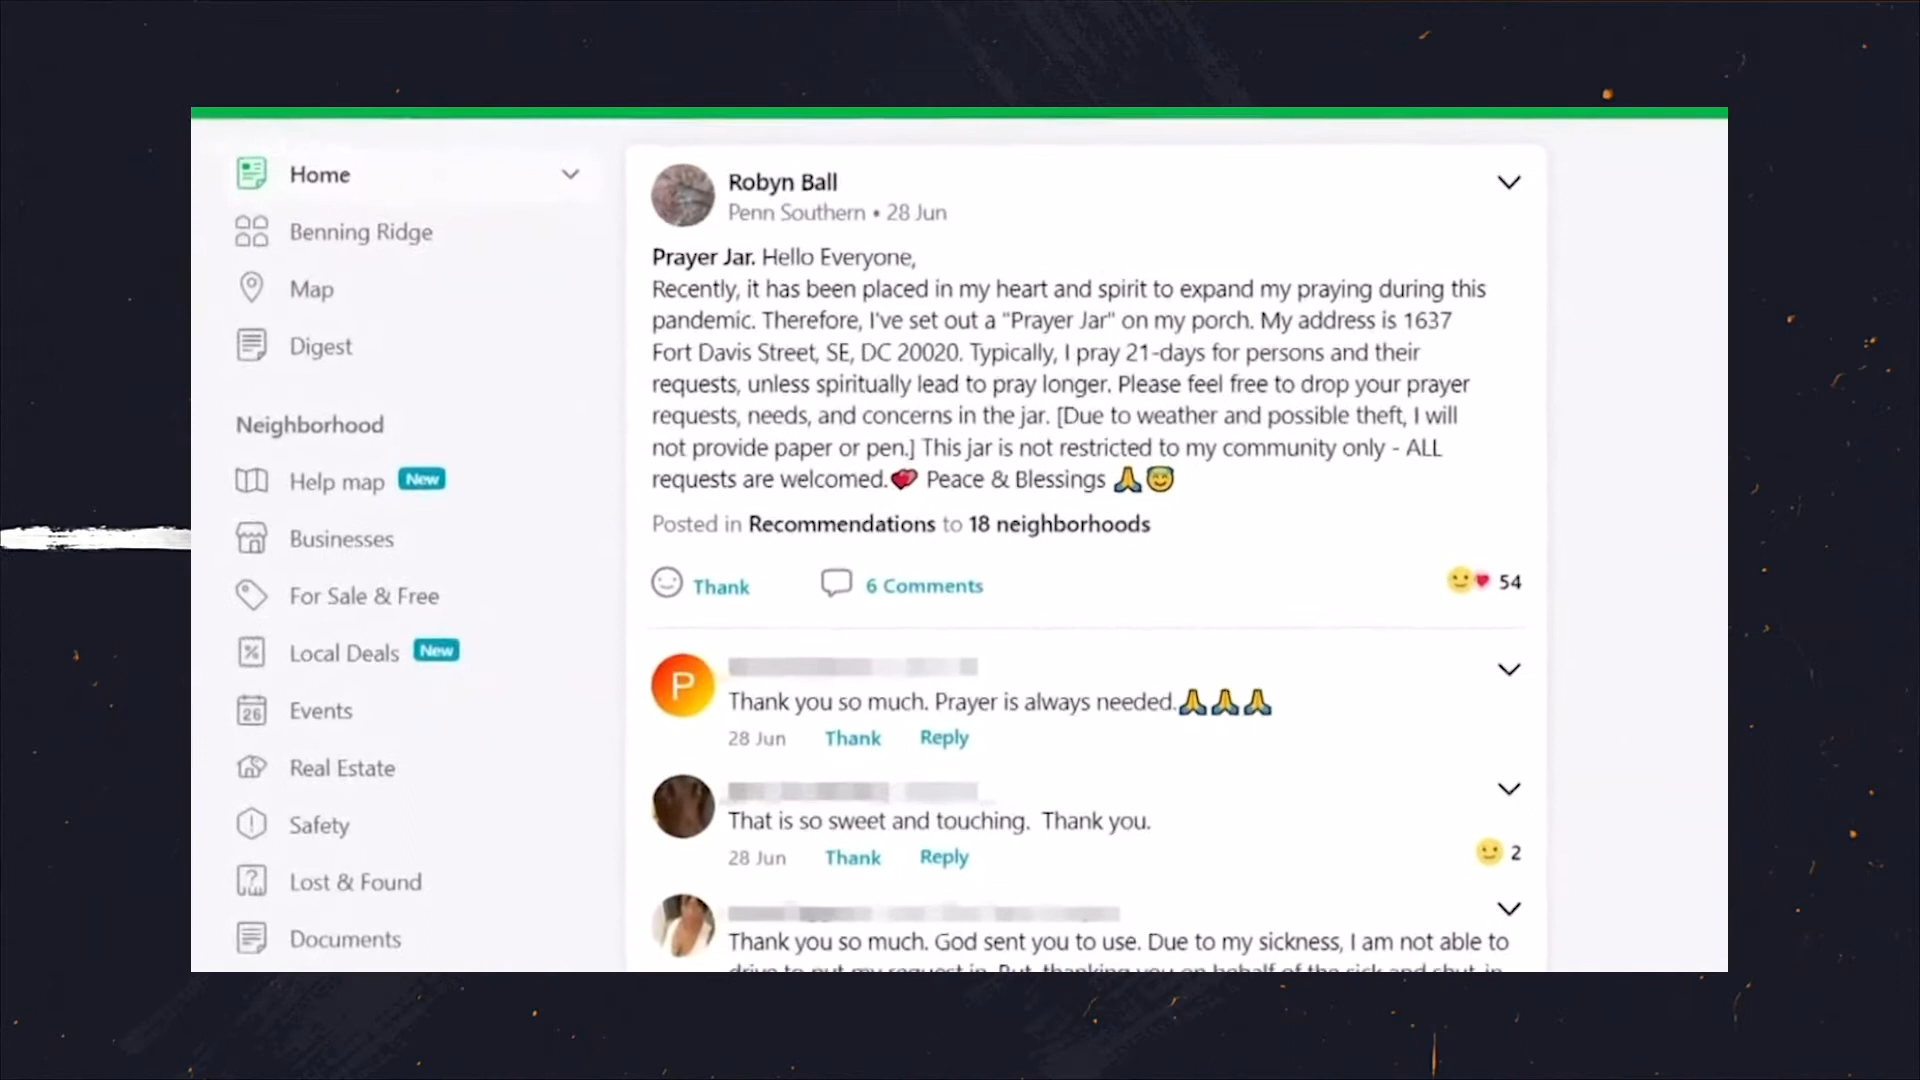 Home
Benning Ridge
Map
Digest
Neighborhood
Help map New
Businesses
For Sale & Free
Local Deals New
26
Events
Real Estate
Safety
Lost & Found
Documents
Robyn Ball
Penn Southern • 28 Jun
Prayer Jar. Hello Everyone,
Recently, it has been placed in my heart and spirit to expand my praying during this
pandemic. Therefore, I've set out a "Prayer Jar" on my porch. My address is 1637
Fort Davis Street, SE, DC 20020. Typically, I pray 21-days for persons and their
requests, unless spiritually lead to pray longer. Please feel free to drop your prayer
requests, needs, and concerns in the jar. [Due to weather and possible theft, I will
not provide paper or pen.] This jar is not restricted to my community only - ALL
requests are welcomed.💕 Peace & Blessings 🙏😇
Posted in Recommendations to 18 neighborhoods
Thank 6 Comments 54
P
Thank you so much. Prayer is always needed.🙏🙏🙏
28 Jun Thank Reply
That is so sweet and touching. Thank you.
28 Jun Thank Reply 2
Thank you so much. God sent you to use. Due to my sickness, I am not able to
drive to put my request in. But, thanking you on behalf of the sick and shut-in